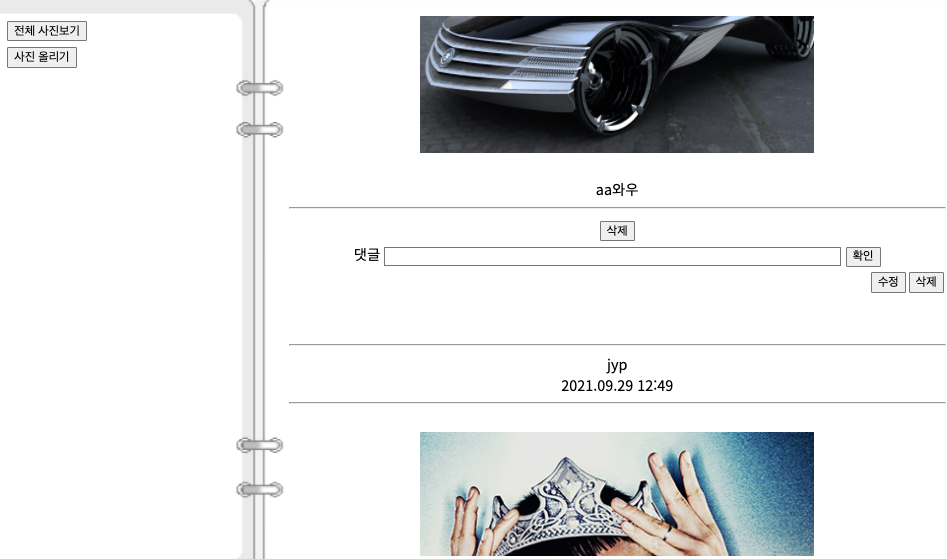 전체 사진보기
사진 올리기
aa와우
삭제
댓글 확인
수정 삭제
jyp
2021.09.29 12:49